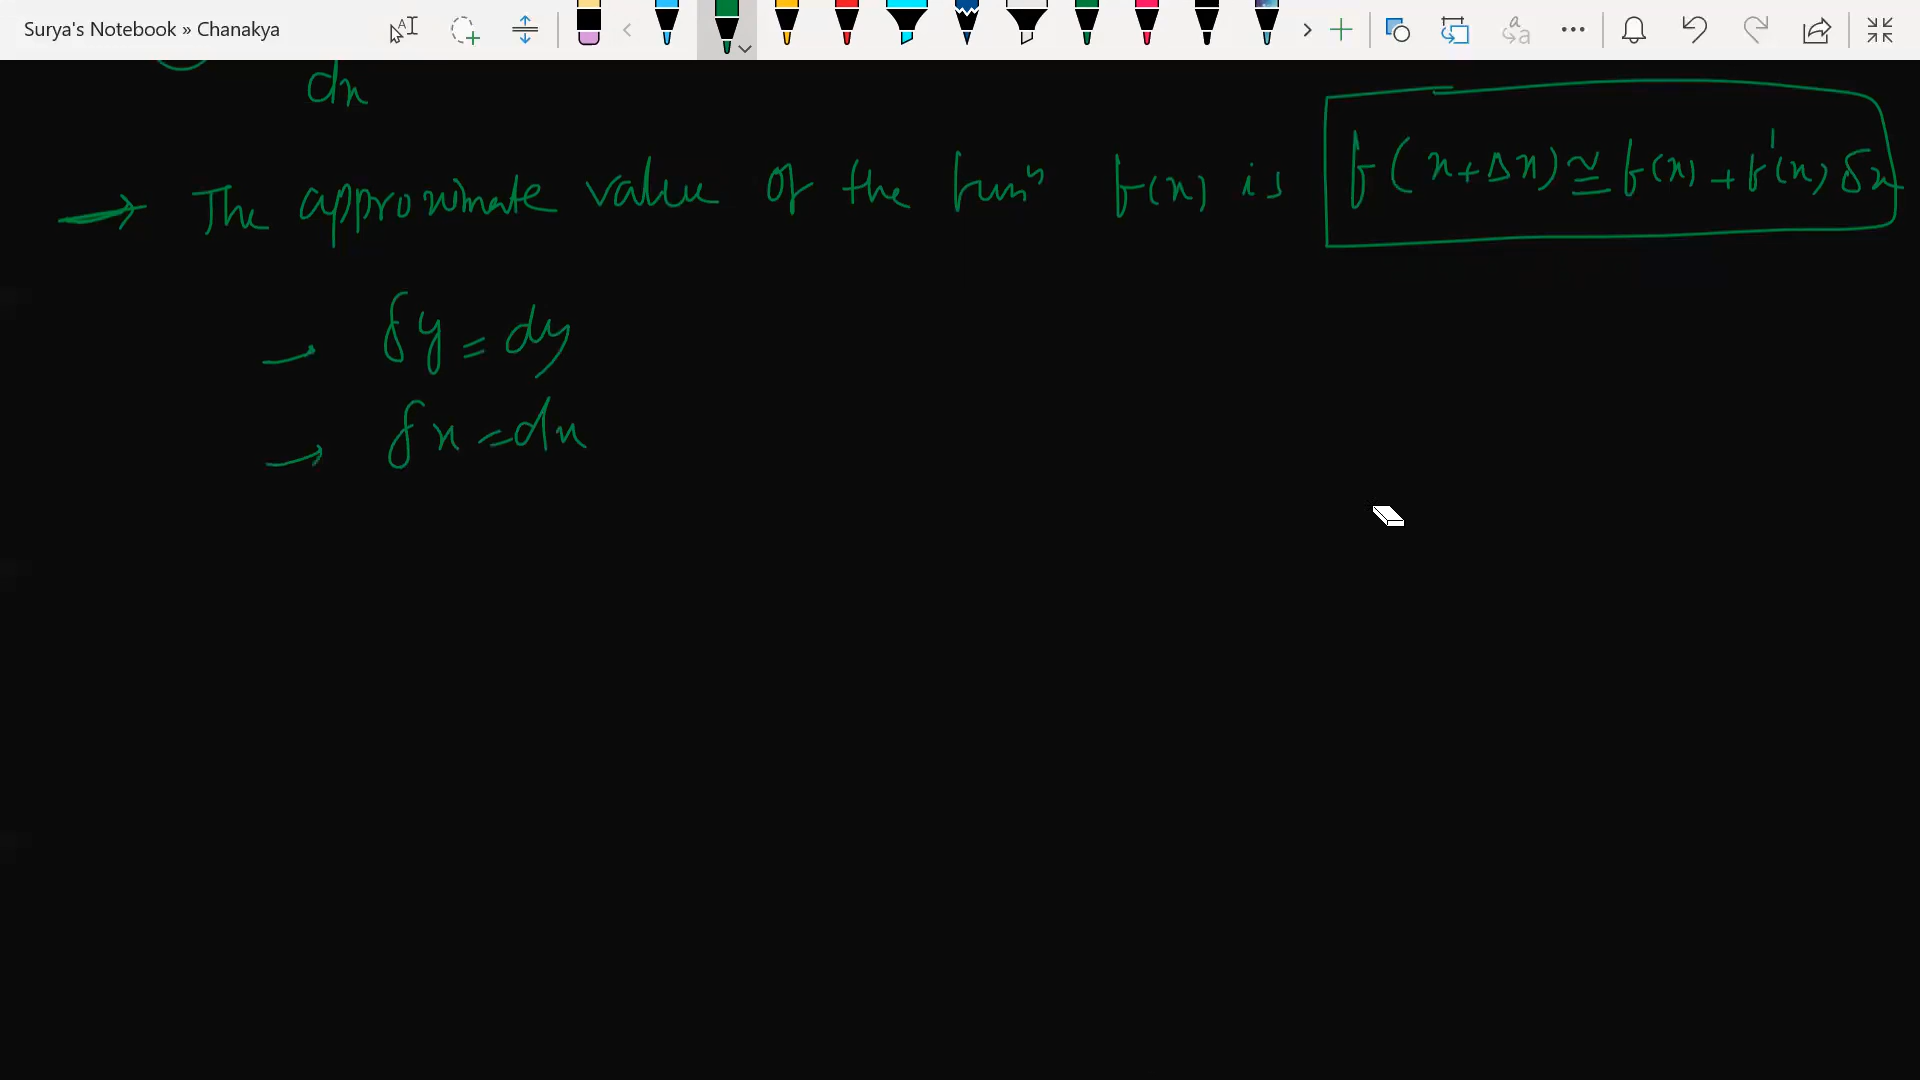 Surya's Notebook » Chanakya
dx
→ The approximate value of the funⁿ f(x) is f(x+Δx) ≅ f(x) + f'(x) δx
→ δy = dy
→ δx = dx